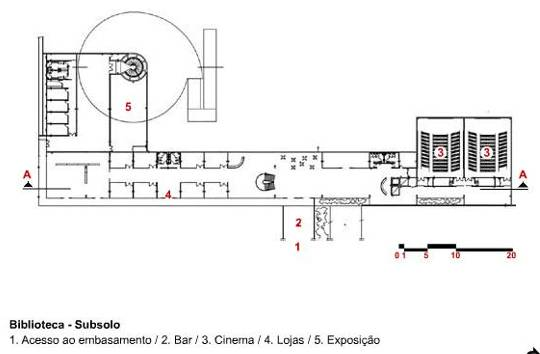 5
3 3
A A
4
2
1
0 1 5 10 20
Biblioteca - Subsolo
1. Acesso ao embasamento / 2. Bar / 3. Cinema / 4. Lojas / 5. Exposição